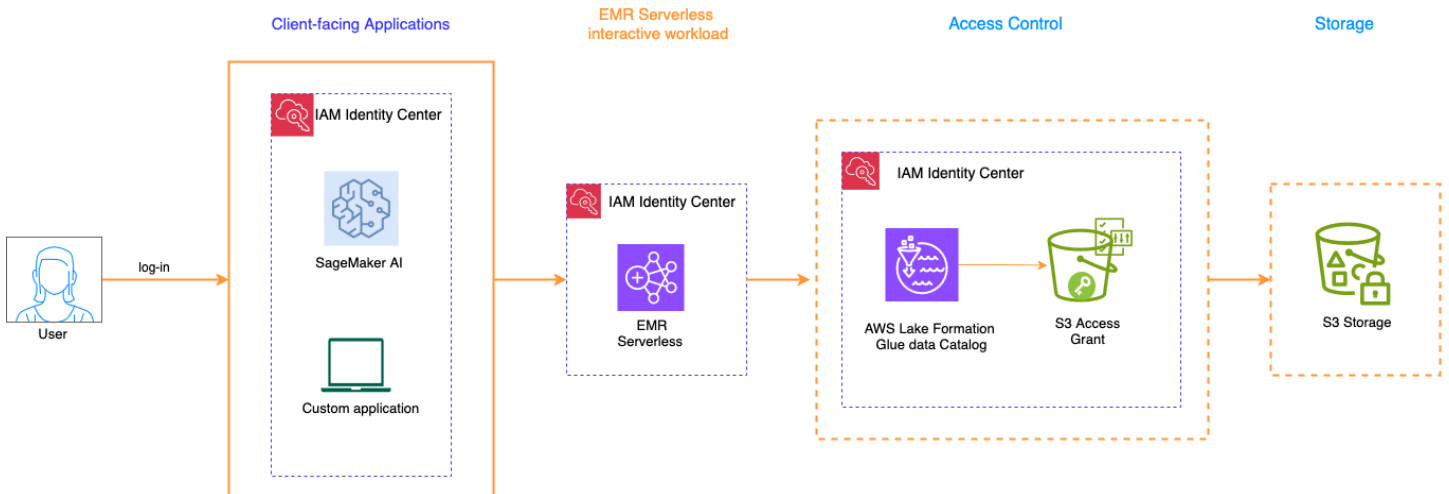 Client-facing Applications
EMR Serverless
interactive workload
Access Control
Storage
IAM Identity Center
SageMaker AI
Custom application
log-in
User
IAM Identity Center
EMR
Serverless
IAM Identity Center
AWS Lake Formation
Glue data Catalog
S3 Access
Grant
S3 Storage